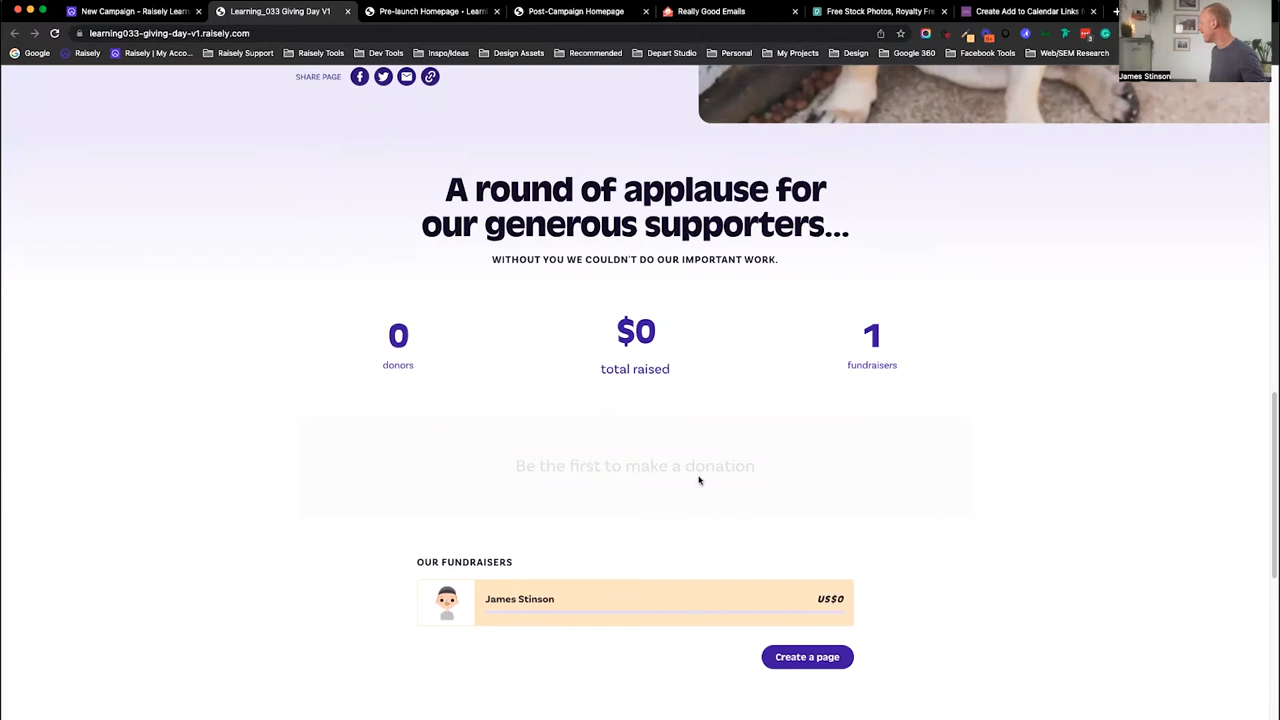 New Campaign – Raisely Learn
Learning_033 Giving Day V1
Pre-launch Homepage • Learni
Post-Campaign Homepage
Really Good Emails
Free Stock Photos, Royalty Fre
Create Add to Calendar Links f
learning033-giving-day-v1.raisely.com
Google
Raisely
Raisely | My Acco...
Raisely Support
Raisely Tools
Dev Tools
Inspo/Ideas
Design Assets
Recommended
Depart Studio
Personal
My Projects
Design
Google 360
Facebook Tools
Web/SEM Research
James Stinson
SHARE PAGE
A round of applause for
our generous supporters...
WITHOUT YOU WE COULDN'T DO OUR IMPORTANT WORK.
0
donors
$0
total raised
1
fundraisers
Be the first to make a donation
OUR FUNDRAISERS
James Stinson
US$0
Create a page